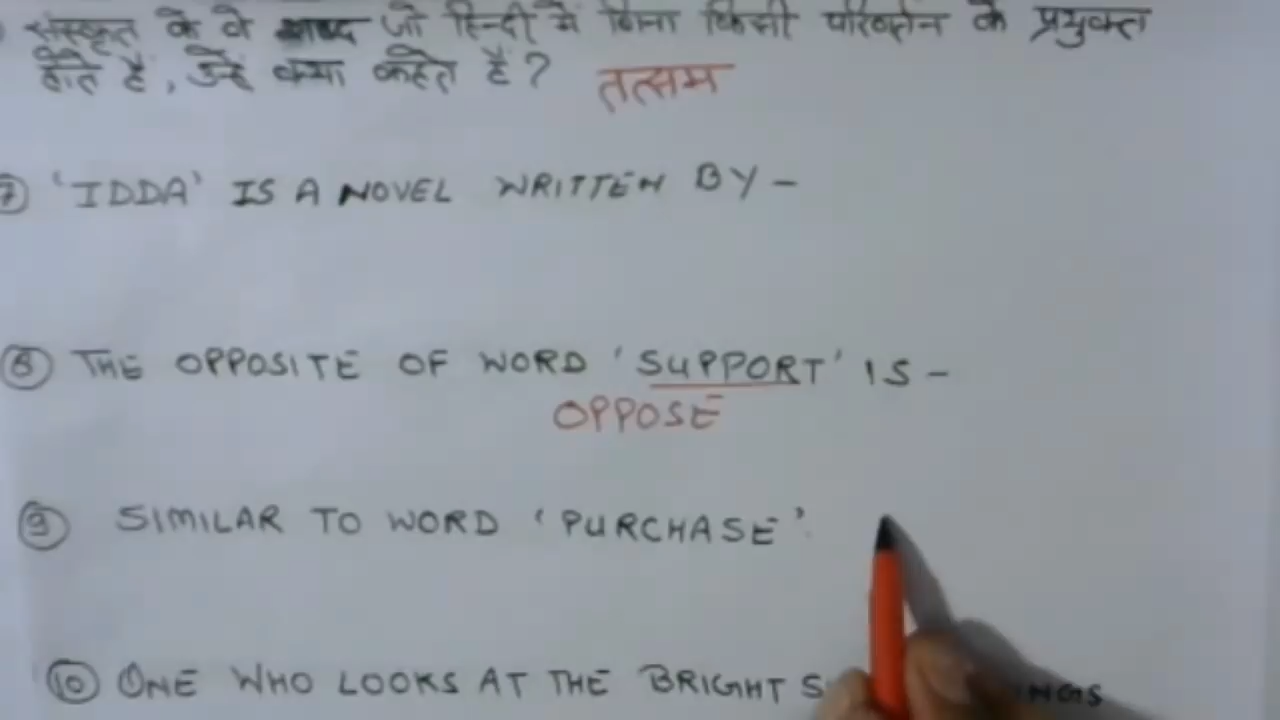 संस्कृत के वे शब्द जो हिन्दी में बिना किसी परिवर्तन के प्रयुक्त
होते हैं, उन्हें क्या कहते हैं? तत्सम
7 'IDDA' IS A NOVEL WRITTEN BY -
8 THE OPPOSITE OF WORD 'SUPPORT' IS -
OPPOSE
9 SIMILAR TO WORD 'PURCHASE'.
10 ONE WHO LOOKS AT THE BRIGHT